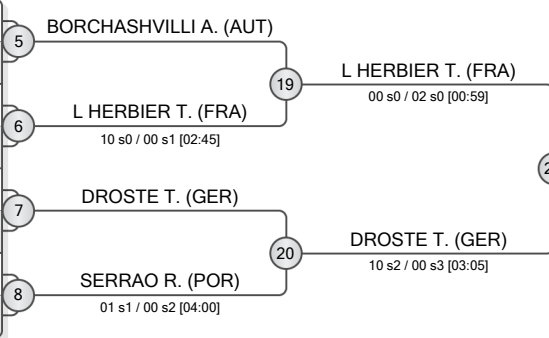 BORCHASHVILLI A. (AUT)
5
19
L HERBIER T. (FRA)
00 s0 / 02 s0 [00:59]
L HERBIER T. (FRA)
6
10 s0 / 00 s1 [02:45]
DROSTE T. (GER)
7
20
DROSTE T. (GER)
10 s2 / 00 s3 [03:05]
SERRAO R. (POR)
8
01 s1 / 00 s2 [04:00]